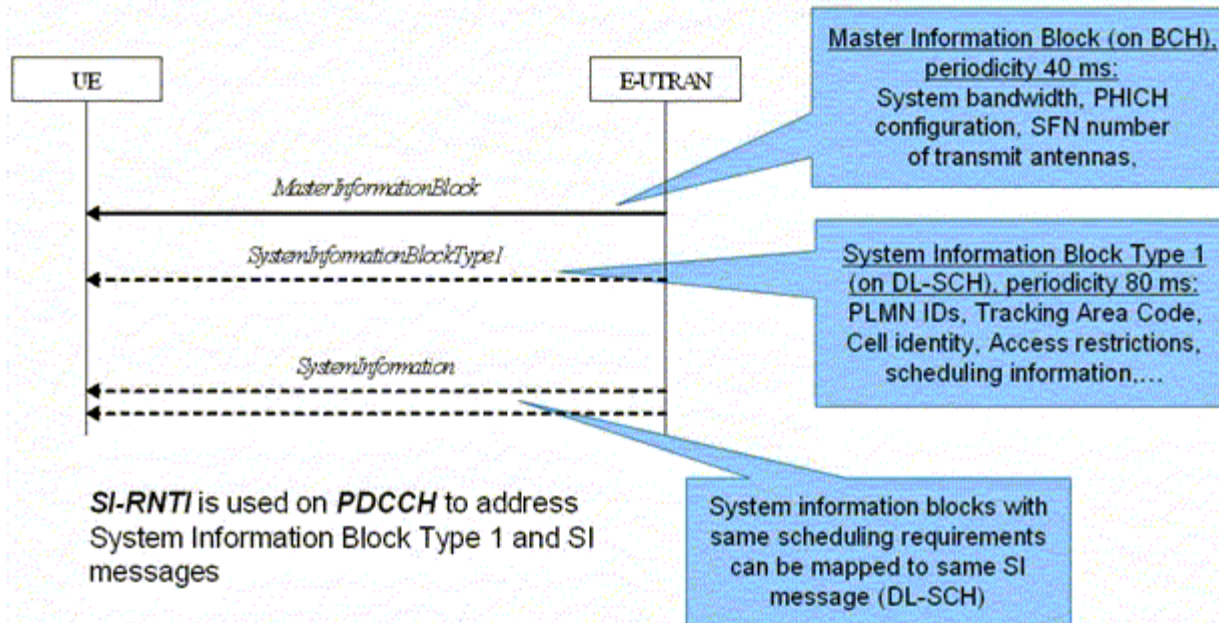 Master Information Block (on BCH),
periodicity 40 ms:
System bandwidth, PHICH
configuration, SFN number
of transmit antennas,
UE
E-UTRAN
MasterInformationBlock
SystemInformationBlockType1
System Information Block Type 1
(on DL-SCH), periodicity 80 ms:
PLMN IDs, Tracking Area Code,
Cell identity, Access restrictions,
scheduling information,...
SystemInformation
SI-RNTI is used on PDCCH to address
System Information Block Type 1 and SI
messages
System information blocks with
same scheduling requirements
can be mapped to same SI
message (DL-SCH)